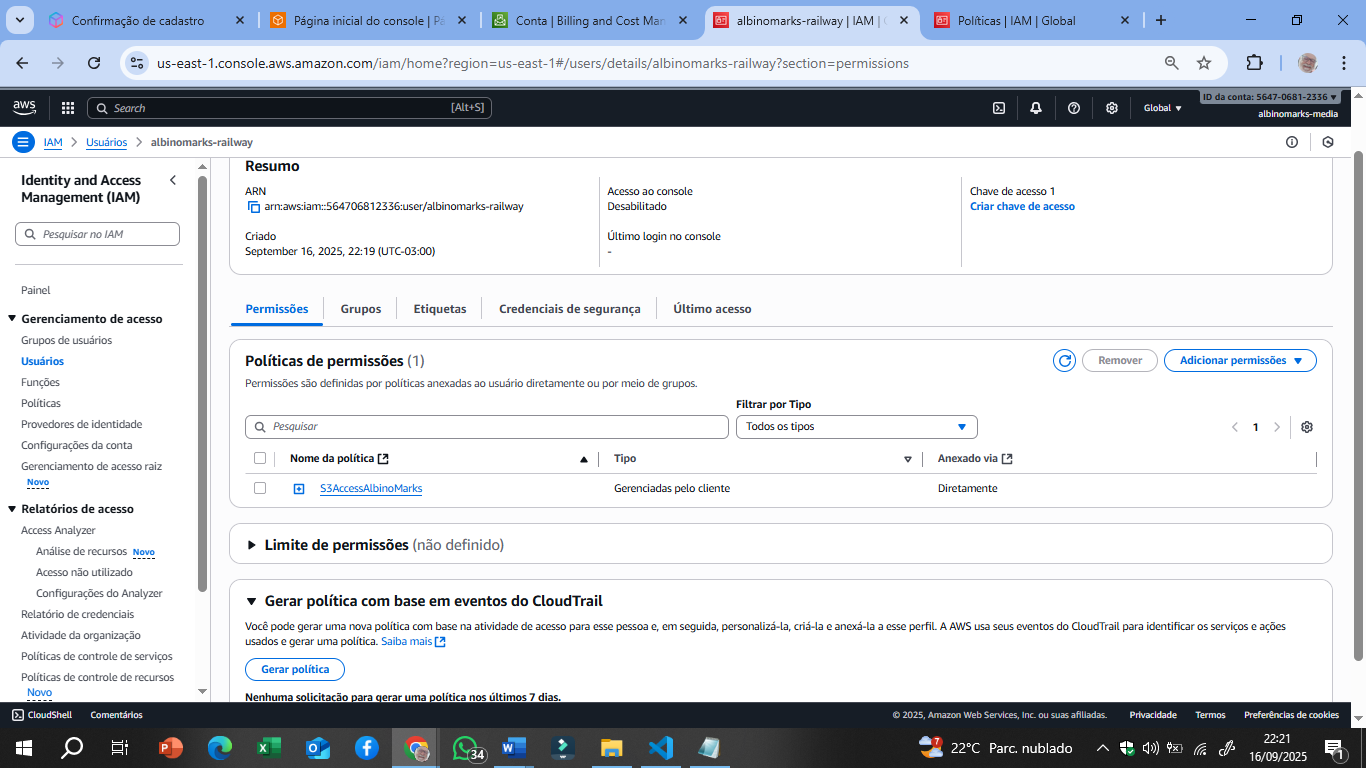 Confirmação de cadastro
Página inicial do console | Pá
Conta | Billing and Cost Man
albinomarks-railway | IAM |
Políticas | IAM | Global
us-east-1.console.aws.amazon.com/iam/home?region=us-east-1#/users/details/albinomarks-railway?section=permissions
aws
Search
[Alt+S]
Global
ID da conta: 5647-0681-2336
albinomarks-media
IAM
Usuários
albinomarks-railway
Identity and Access
Management (IAM)
Pesquisar no IAM
Painel
Gerenciamento de acesso
Grupos de usuários
Usuários
Funções
Políticas
Provedores de identidade
Configurações da conta
Gerenciamento de acesso raiz
Novo
Relatórios de acesso
Access Analyzer
Análise de recursos Novo
Acesso não utilizado
Configurações do Analyzer
Relatório de credenciais
Atividade da organização
Políticas de controle de serviços
Políticas de controle de recursos
Novo
Resumo
ARN
arn:aws:iam::564706812336:user/albinomarks-railway
Criado
September 16, 2025, 22:19 (UTC-03:00)
Acesso ao console
Desabilitado
Último login no console
-
Chave de acesso 1
Criar chave de acesso
Permissões
Grupos
Etiquetas
Credenciais de segurança
Último acesso
Políticas de permissões (1)
Remover
Adicionar permissões
Permissões são definidas por políticas anexadas ao usuário diretamente ou por meio de grupos.
Filtrar por Tipo
Pesquisar
Todos os tipos
1
Nome da política
Tipo
Anexado via
S3AccessAlbinoMarks
Gerenciadas pelo cliente
Diretamente
Limite de permissões (não definido)
Gerar política com base em eventos do CloudTrail
Você pode gerar uma nova política com base na atividade de acesso para esse pessoa e, em seguida, personalizá-la, criá-la e anexá-la a esse perfil. A AWS usa seus eventos do CloudTrail para identificar os serviços e ações
usados e gerar uma política. Saiba mais
Gerar política
Nenhuma solicitação para gerar uma política nos últimos 7 dias.
CloudShell
Comentários
© 2025, Amazon Web Services, Inc. ou suas afiliadas.
Privacidade
Termos
Preferências de cookies
34
7
22°C Parc. nublado
22:21
16/09/2025
1